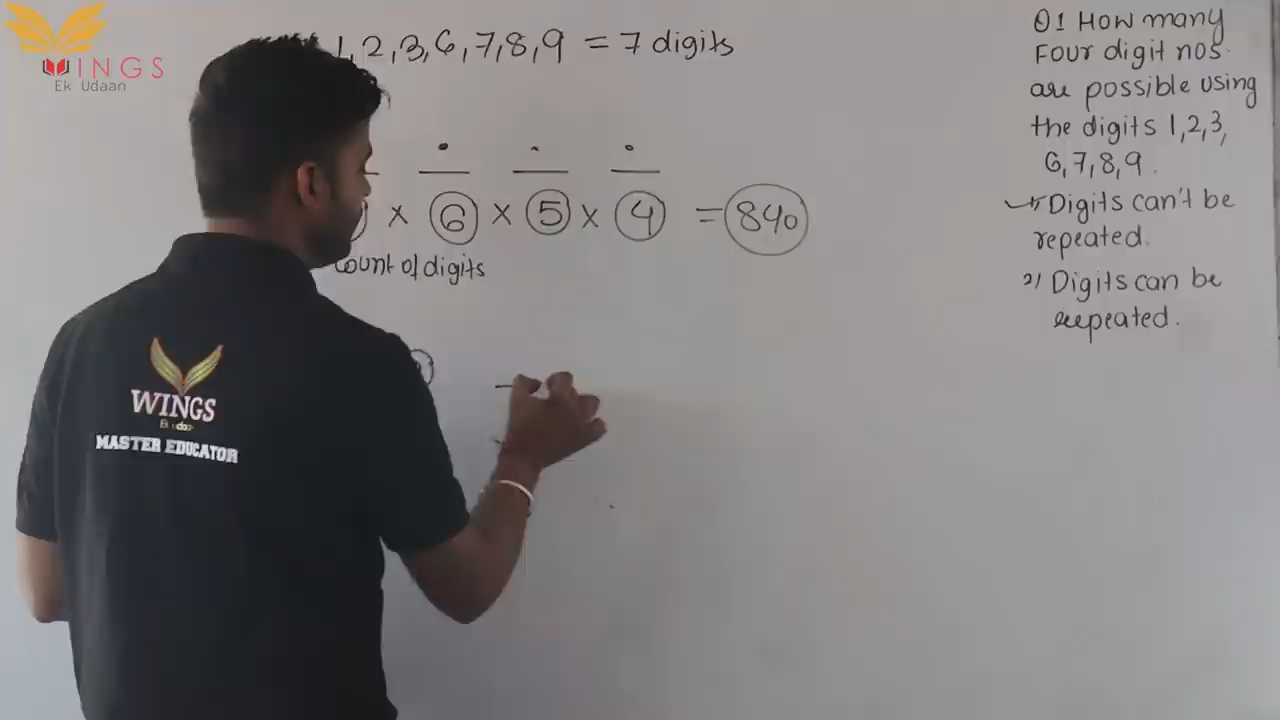 WINGS
Ek Udaan
1, 2, 3, 6, 7, 8, 9 = 7 digits
× 6 × 5 × 4 = 840
count of digits
Q1 How many
Four digit nos.
are possible using
the digits 1,2,3,
6,7,8,9.
1) Digits can't be
repeated.
2) Digits can be
repeated.
WINGS
MASTER EDUCATOR